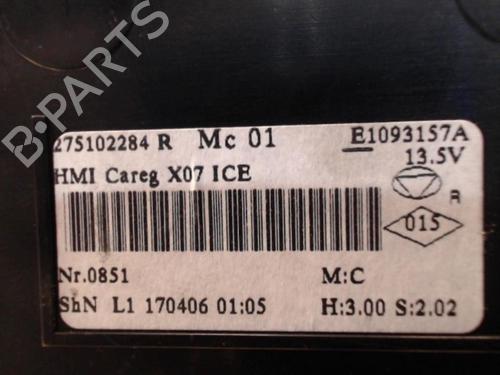 B-PARTS
275102284 R Mc 01 E1093157A
13.5V
HMI Careg X07 ICE
R
015
Nr.0851 M:C
ShN L1 170406 01:05 H:3.00 S:2.02